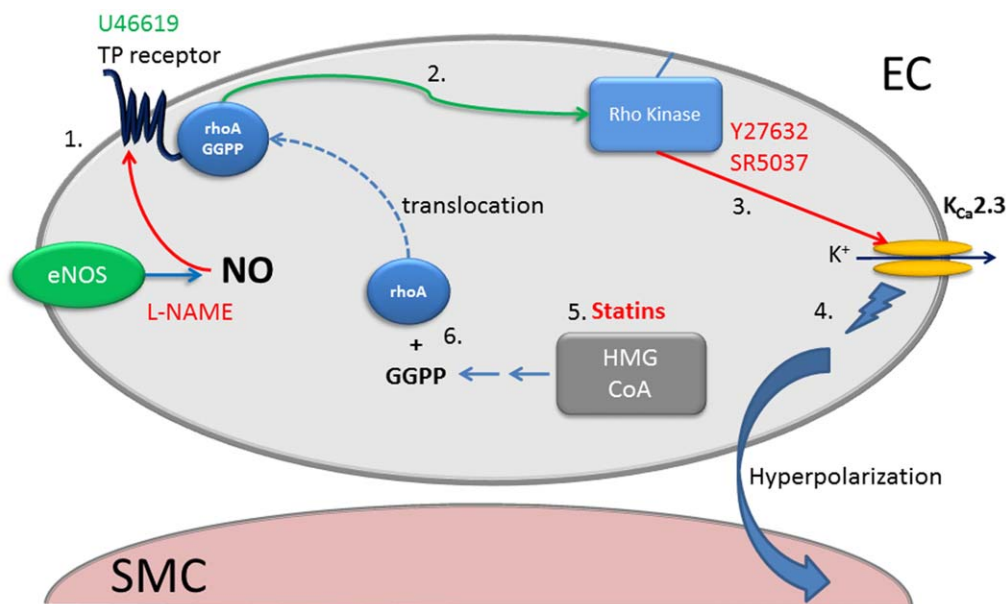 U46619
TP receptor
1.
rhoA
GGPP
2.
Rho Kinase
EC
Y27632
SR5037
3.
K_Ca2.3
K⁺
translocation
eNOS
NO
L-NAME
rhoA
+
6.
GGPP
5. Statins
HMG
CoA
4.
Hyperpolarization
SMC